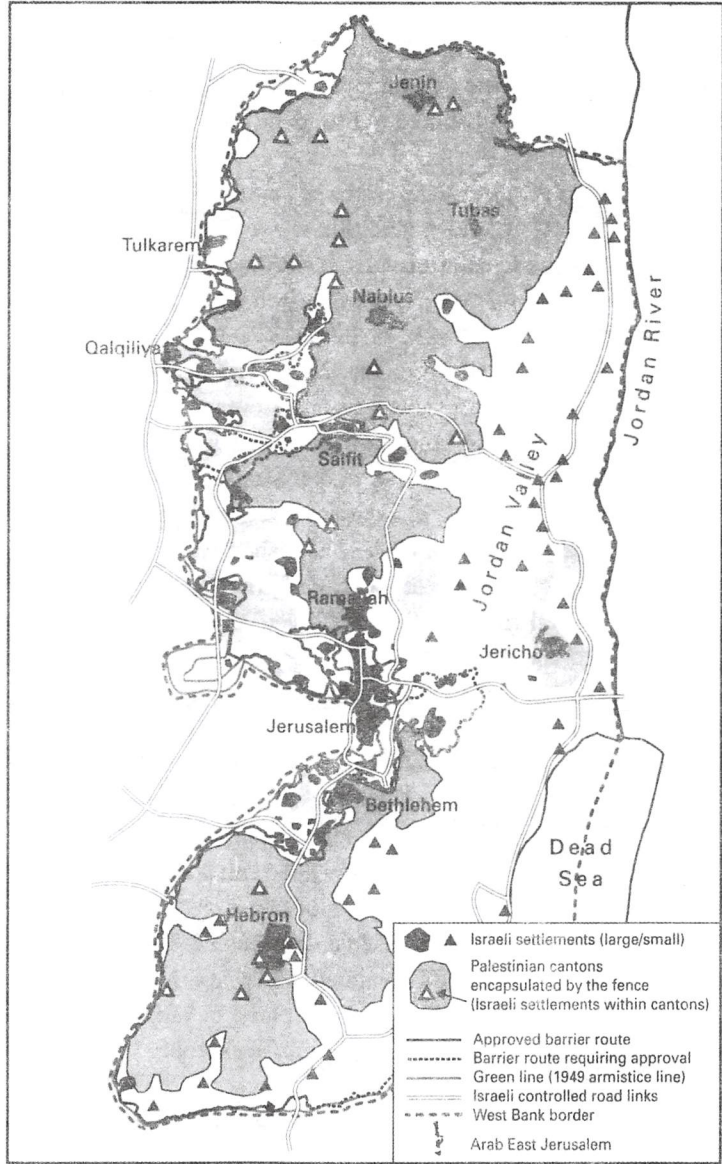 Jenin
Tubas
Tulkarem
Nablus
Qalqiliya
Jordan River
Salfit
Jordan Valley
Ramallah
Jericho
Jerusalem
Bethlehem
Dead
Sea
Hebron
Israeli settlements (large/small)
Palestinian cantons
encapsulated by the fence
(Israeli settlements within cantons)
Approved barrier route
Barrier route requiring approval
Green line (1949 armistice line)
Israeli controlled road links
West Bank border
Arab East Jerusalem